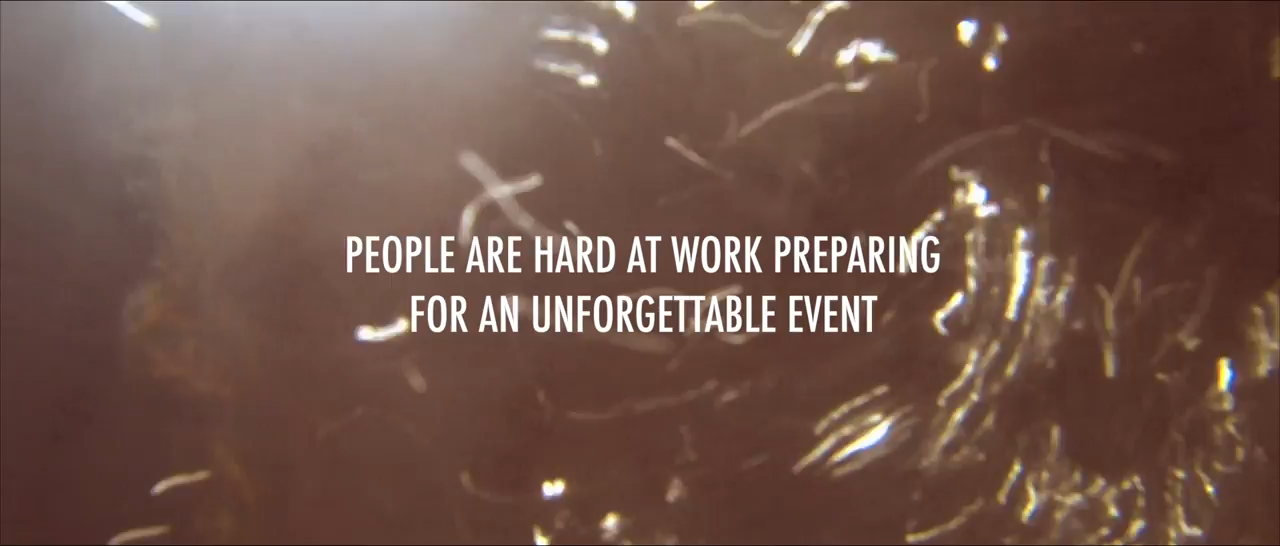 PEOPLE ARE HARD AT WORK PREPARING
FOR AN UNFORGETTABLE EVENT